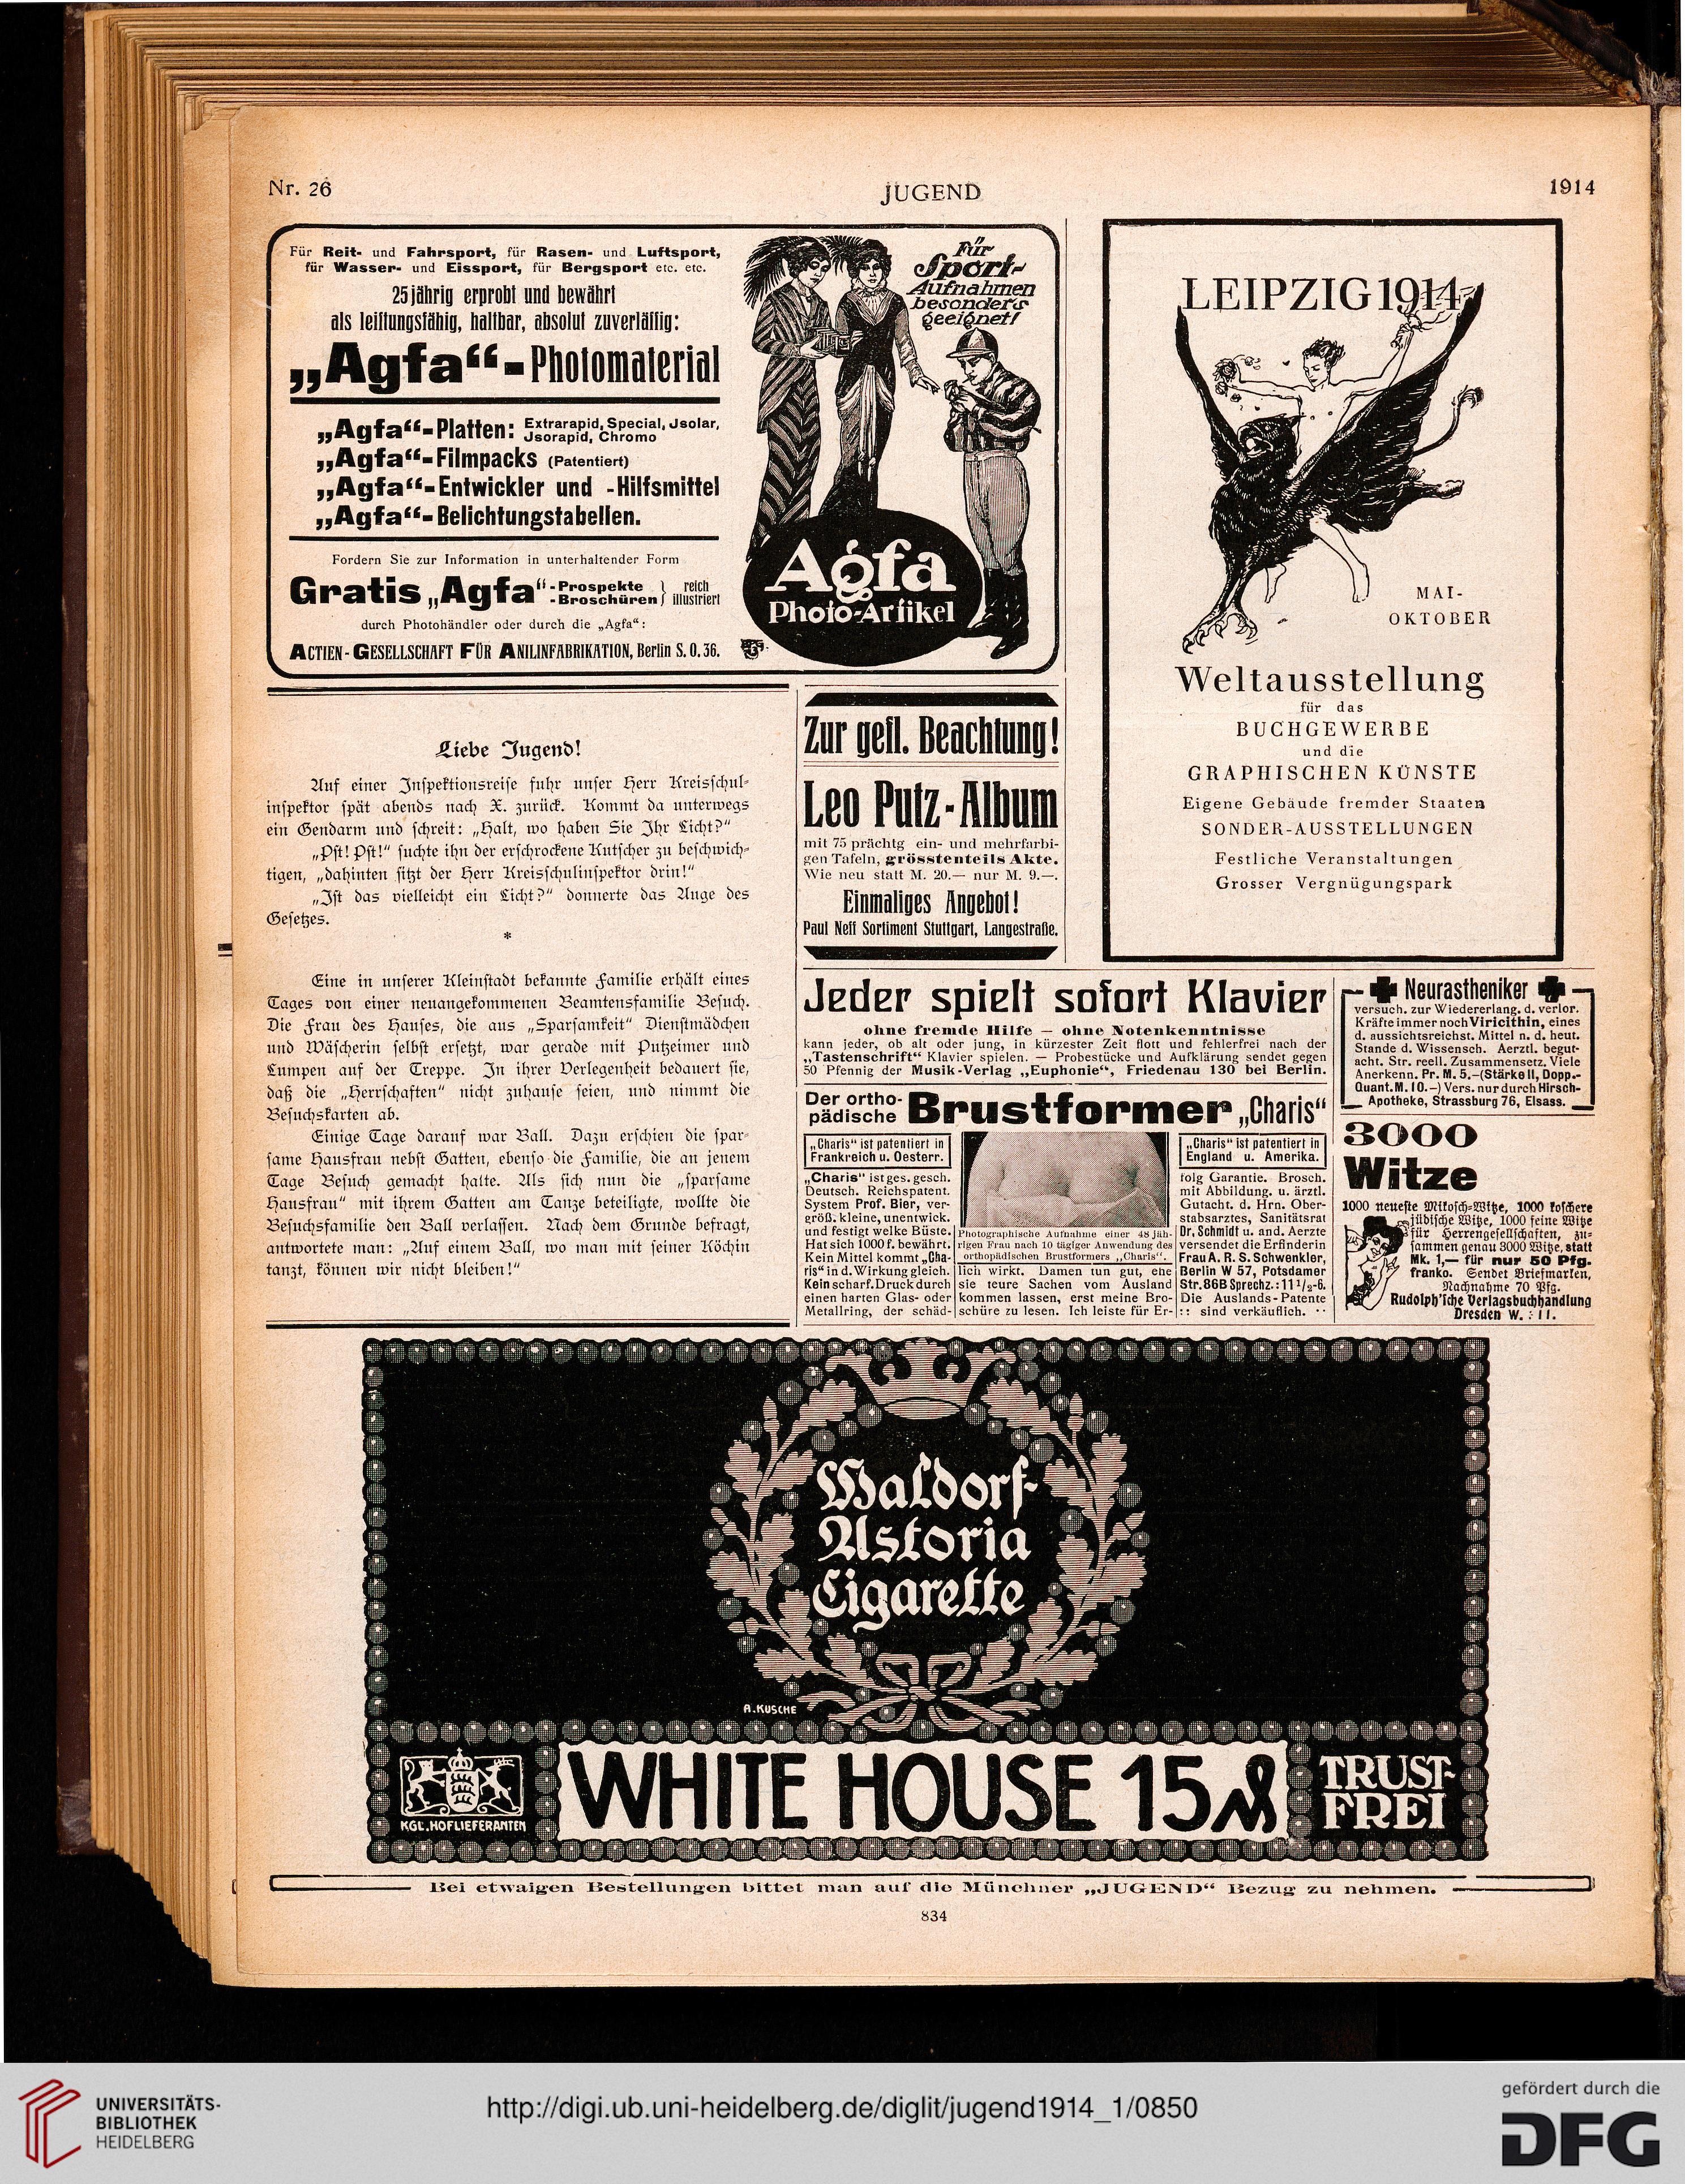 Nr. 26
JUGEND
1914
Für Reit- und Fahrsport, für Rasen- und Luftsport,
für Wasser- und Eissport, für Bergsport etc. etc.
25jährig erprobt und bewährt
als leistungsfähig, haltbar, absolut zuverlässig:
„Agfa“-Photomaterial
„Agfa“-Platten: Extrarapid, Special, Jsolar,
Jsorapid, Chromo
„Agfa“-Filmpacks (Patentiert)
„Agfa“-Entwickler und -Hilfsmittel
„Agfa“-Belichtungstabellen.
Fordern Sie zur Information in unterhaltender Form
Gratis „Agfa“ -Prospekte } reich
-Broschüren } illustriert
durch Photohändler oder durch die „Agfa“:
ACTIEN-GESELLSCHAFT FÜR ANILINFABRIKATION, Berlin S.O.36.
Für
Sport-
Aufnahmen
besonders
geeignet!
Agfa
Photo-Artikel
LEIPZIG 1914
MAI-
OKTOBER
Weltausstellung
für das
BUCHGEWERBE
und die
GRAPHISCHEN KÜNSTE
Eigene Gebäude fremder Staaten
SONDER-AUSSTELLUNGEN
Festliche Veranstaltungen
Grosser Vergnügungspark
Liebe Jugend!
Auf einer Inspektionsreise fuhr unser Herr Kreisschul-
inspektor spät abends nach X. zurück. Kommt da unterwegs
ein Gendarm und schreit: „Halt, wo haben Sie Ihr Licht?“
„Pst! Pst!“ suchte ihn der erschrockene Kutscher zu beschwich-
tigen, „dahinten sitzt der Herr Kreisschulinspektor drin!“
„Ist das vielleicht ein Licht?“ donnerte das Auge des
Gesetzes.
*
Eine in unserer Kleinstadt bekannte Familie erhält eines
Tages von einer neuangekommenen Beamtensfamilie Besuch.
Die Frau des Hauses, die aus „Sparsamkeit“ Dienstmädchen
und Wäscherin selbst ersetzt, war gerade mit Putzeimer und
Lumpen auf der Treppe. In ihrer Verlegenheit bedauert sie,
daß die „Herrschaften“ nicht zuhause seien, und nimmt die
Besuchskarten ab.
Einige Tage darauf war Ball. Dazu erschien die spar-
same Hausfrau nebst Gatten, ebenso die Familie, die an jenem
Tage Besuch gemacht hatte. Als sich nun die „sparsame
Hausfrau“ mit ihrem Gatten am Tanze beteiligte, wollte die
Besuchsfamilie den Ball verlassen. Nach dem Grunde befragt,
antwortete man: „Auf einem Ball, wo man mit seiner Köchin
tanzt, können wir nicht bleiben!“
Zur gefl. Beachtung!
Leo Putz-Album
mit 75 prächtg ein- und mehrfarbi-
gen Tafeln, grösstenteils Akte.
Wie neu statt M. 20.— nur M. 9.—.
Einmaliges Angebot!
Paul Neff Sortiment Stuttgart, Langestraße.
Jeder spielt sofort Klavier
ohne fremde Hilfe — ohne Notenkenntnisse
kann jeder, ob alt oder jung, in kürzester Zeit flott und fehlerfrei nach der
„Tastenschrift“ Klavier spielen. — Probestücke und Aufklärung sendet gegen
50 Pfennig der Musik-Verlag „Euphonie“, Friedenau 130 bei Berlin.
Der ortho-
pädische Brustformer „Charis“
„Charis“ ist patentiert in
Frankreich u. Oesterr.
„Charis“ ist ges. gesch.
Deutsch. Reichspatent.
System Prof. Bier, ver-
größ. kleine, unentwick.
und festigt welke Büste.
Hat sich 1000 f. bewährt.
Kein Mittel kommt „Cha-
ris“ in d. Wirkung gleich.
Kein scharf. Druck durch
einen harten Glas- oder
Metallring, der schäd-
Photographische Aufnahme einer 48 jäh-
rigen Frau nach 10 tägiger Anwendung des
orthopädischen Brustformers „Charis“.
lich wirkt. Damen tun gut, ehe
sie teure Sachen vom Ausland
kommen lassen, erst meine Bro-
schüre zu lesen. Ich leiste für Er-
„Charis“ ist patentiert in
England u. Amerika.
folg Garantie. Brosch.
mit Abbildung. u. ärztl.
Gutacht. d. Hrn. Ober-
stabsarztes, Sanitätsrat
Dr. Schmidt u. and. Aerzte
versendet die Erfinderin
Frau A. R. S. Schwenkler,
Berlin W 57, Potsdamer
Str. 86B Sprechz.: 11½-6.
Die Auslands-Patente
:: sind verkäuflich. ··
Neurastheniker
versuch. zur Wiedererlang. d. verlor.
Kräfte immer noch Viricithin, eines
d. aussichtsreichst. Mittel n. d. heut.
Stande d. Wissensch. Aerztl. begut-
acht. Str. reell. Zusammensetz. Viele
Anerkenn. Pr. M. 5.-(Stärke II, Dopp.-
Quant. M. 10.-) Vers. nur durch Hirsch-
Apotheke, Strassburg 76, Elsass.
3000
Witze
1000 neueste Mikosch-Witze, 1000 koschere
jüdische Witze, 1000 feine Witze
für Herrengesellschaften, zu-
sammen genau 3000 Witze, statt
Mk. 1,— für nur 50 Pfg.
franko. Sendet Briefmarken,
Nachnahme 70 Pfg.
Rudolph'sche Verlagsbuchhandlung
Dresden W. : 11.
Waldorf-
Astoria
Cigarette
A. KUSCHE
KGL. HOFLIEFERANTEN
WHITE HOUSE 15 ₰
TRUST-
FREI
Bei etwaigen Bestellungen bittet man auf die Münchner „JUGEND“ Bezug zu nehmen.
834
UNIVERSITÄTS-
BIBLIOTHEK
HEIDELBERG
http://digi.ub.uni-heidelberg.de/diglit/jugend1914_1/0850
gefördert durch die
DFG